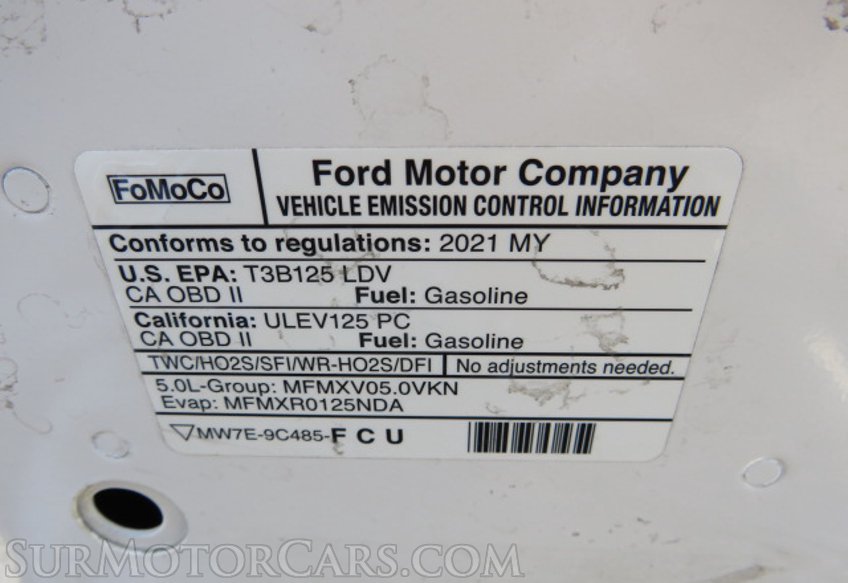 FoMoCo
Ford Motor Company
VEHICLE EMISSION CONTROL INFORMATION
Conforms to regulations: 2021 MY
U.S. EPA: T3B125 LDV
CA OBD II Fuel: Gasoline
California: ULEV125 PC
CA OBD II Fuel: Gasoline
TWC/HO2S/SFI/WR-HO2S/DFI No adjustments needed.
5.0L-Group: MFMXV05.0VKN
Evap: MFMXR0125NDA
MW7E-9C485-F C U
SURMOTORCARS.COM